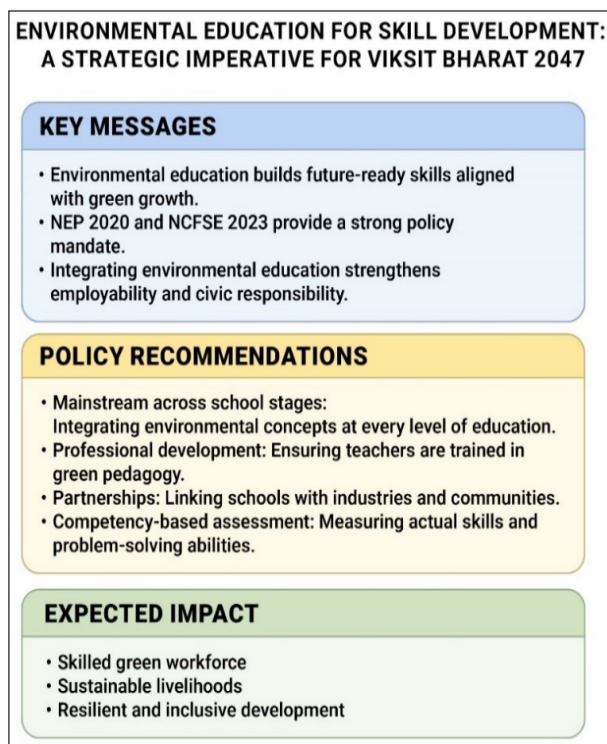 ENVIRONMENTAL EDUCATION FOR SKILL DEVELOPMENT:
A STRATEGIC IMPERATIVE FOR VIKSIT BHARAT 2047
KEY MESSAGES
• Environmental education builds future-ready skills aligned
with green growth.
• NEP 2020 and NCFSE 2023 provide a strong policy
mandate.
• Integrating environmental education strengthens
employability and civic responsibility.
POLICY RECOMMENDATIONS
• Mainstream across school stages:
Integrating environmental concepts at every level of education.
• Professional development: Ensuring teachers are trained in
green pedagogy.
• Partnerships: Linking schools with industries and communities.
• Competency-based assessment: Measuring actual skills and
problem-solving abilities.
EXPECTED IMPACT
• Skilled green workforce
• Sustainable livelihoods
• Resilient and inclusive development